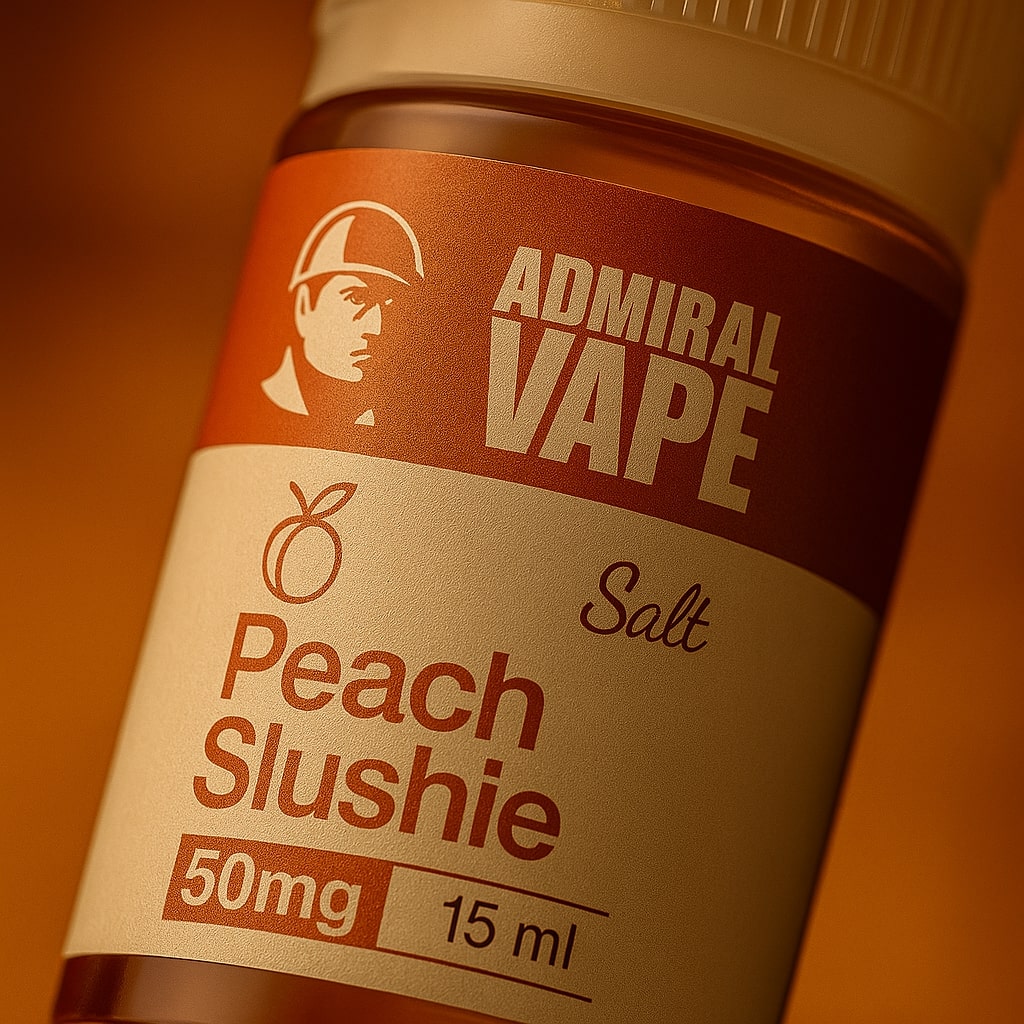 ADMIRAL
VAPE
Salt
Peach
Slushie
50mg 15 ml